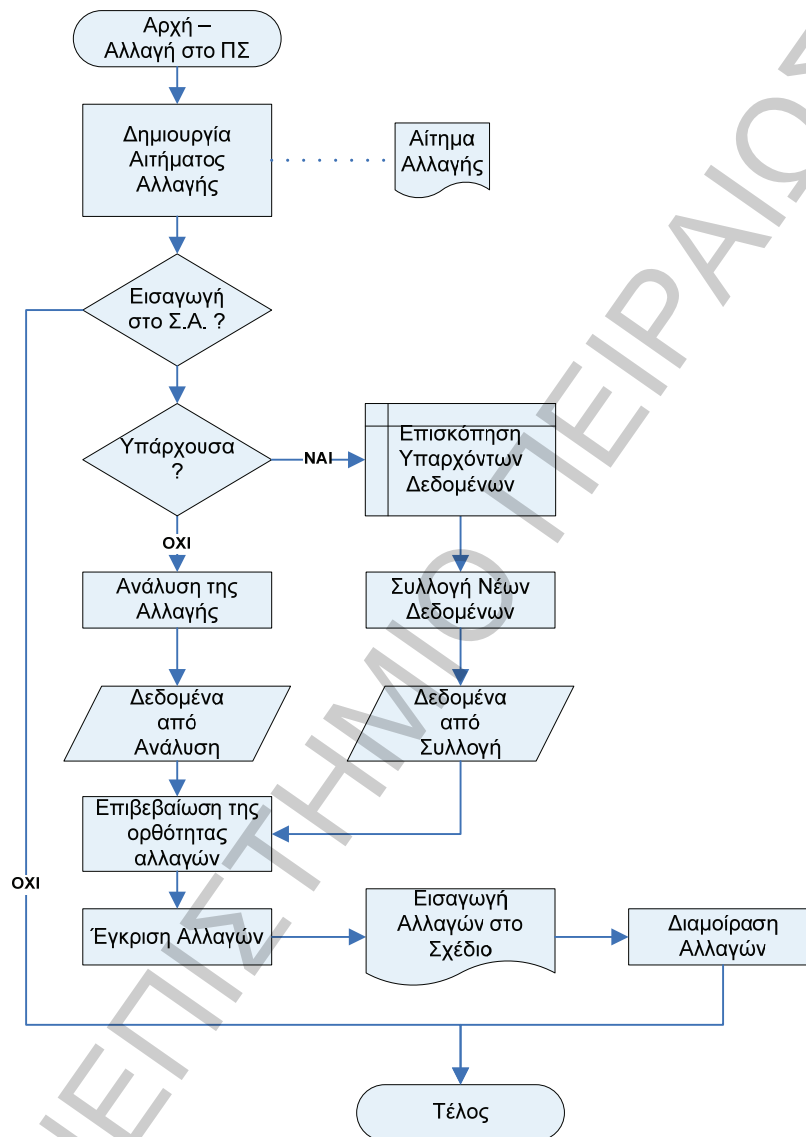 Αρχή –
Αλλαγή στο ΠΣ
Δημιουργία
Αιτήματος
Αλλαγής
Αίτημα
Αλλαγής
Εισαγωγή
στο Σ.Α. ?
Υπάρχουσα
?
ΝΑΙ
Επισκόπηση
Υπαρχόντων
Δεδομένων
ΟΧΙ
Ανάλυση της
Αλλαγής
Συλλογή Νέων
Δεδομένων
Δεδομένα
από
Ανάλυση
Δεδομένα
από
Συλλογή
Επιβεβαίωση της
ορθότητας
αλλαγών
ΟΧΙ
Έγκριση Αλλαγών
Εισαγωγή
Αλλαγών στο
Σχέδιο
Διαμοίραση
Αλλαγών
Τέλος
ΠΕΙΡΑΙΩΣ